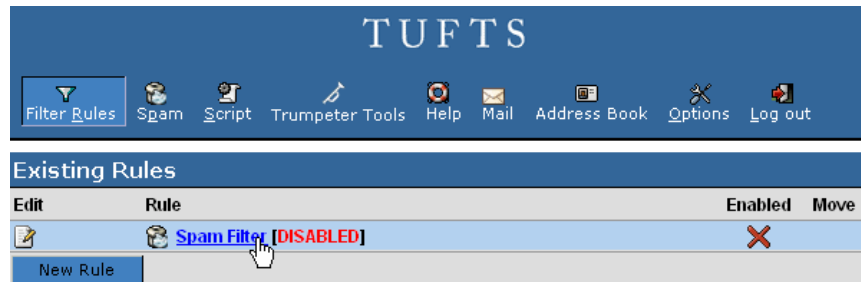 TUFTS
Filter Rules Spam Script Trumpeter Tools Help Mail Address Book Options Log out
Existing Rules
Edit Rule Enabled Move
Spam Filter [DISABLED]
New Rule